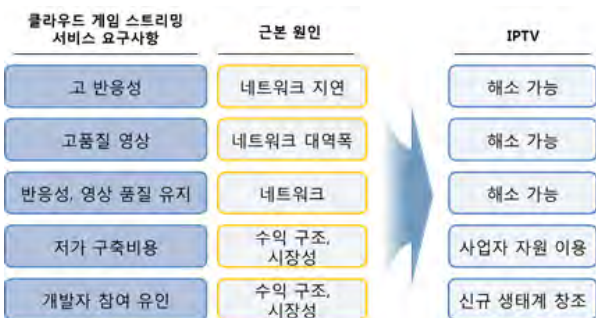 클라우드 게임 스트리밍
서비스 요구사항
근본 원인
IPTV
고 반응성
네트워크 지연
해소 가능
고품질 영상
네트워크 대역폭
해소 가능
반응성, 영상 품질 유지
네트워크
해소 가능
저가 구축비용
수익 구조,
시장성
사업자 자원 이용
개발자 참여 유인
수익 구조,
시장성
신규 생태계 창조